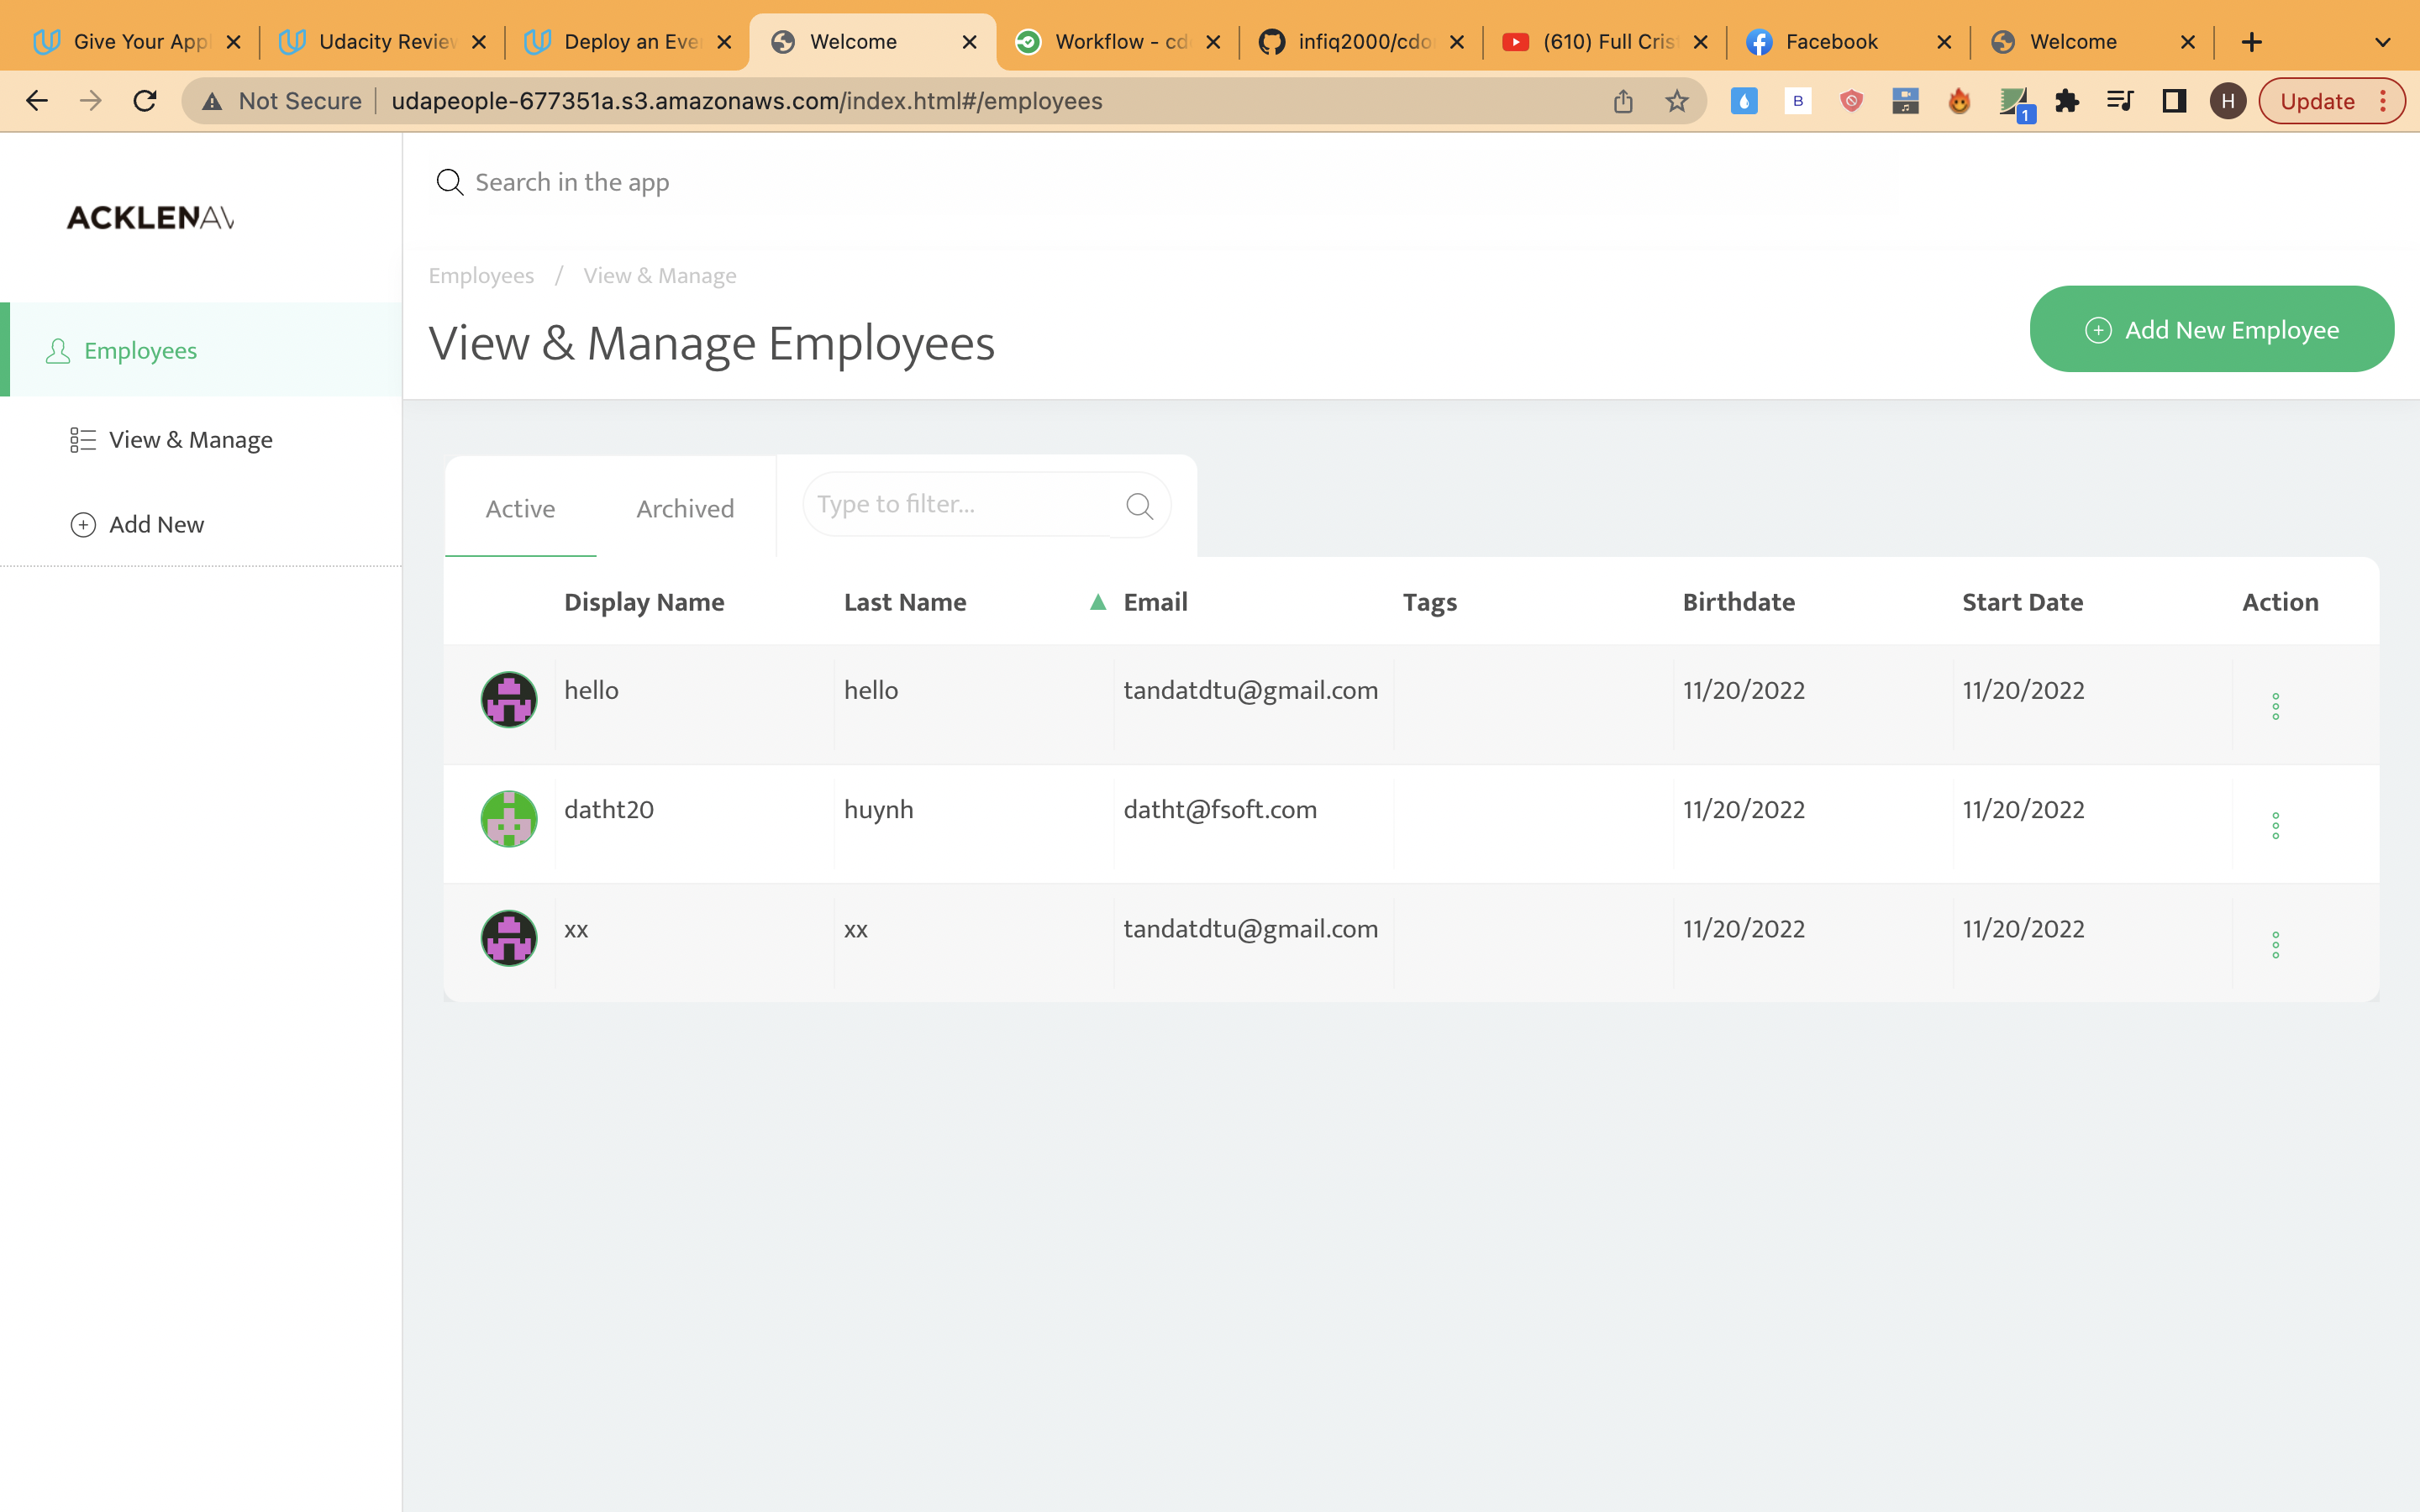 Give Your Appl
Udacity Review
Deploy an Eve
Welcome
Workflow - cd
infiq2000/cdo
(610) Full Cris
Facebook
Welcome
Not Secure
udapeople-677351a.s3.amazonaws.com/index.html#/employees
B
1
H
Update
ACKLENAV
Search in the app
Employees / View & Manage
View & Manage Employees
Add New Employee
Employees
View & Manage
Add New
Active
Archived
Type to filter...
Display Name Last Name Email Tags Birthdate Start Date Action
hello hello tandatdtu@gmail.com 11/20/2022 11/20/2022
datht20 huynh datht@fsoft.com 11/20/2022 11/20/2022
xx xx tandatdtu@gmail.com 11/20/2022 11/20/2022